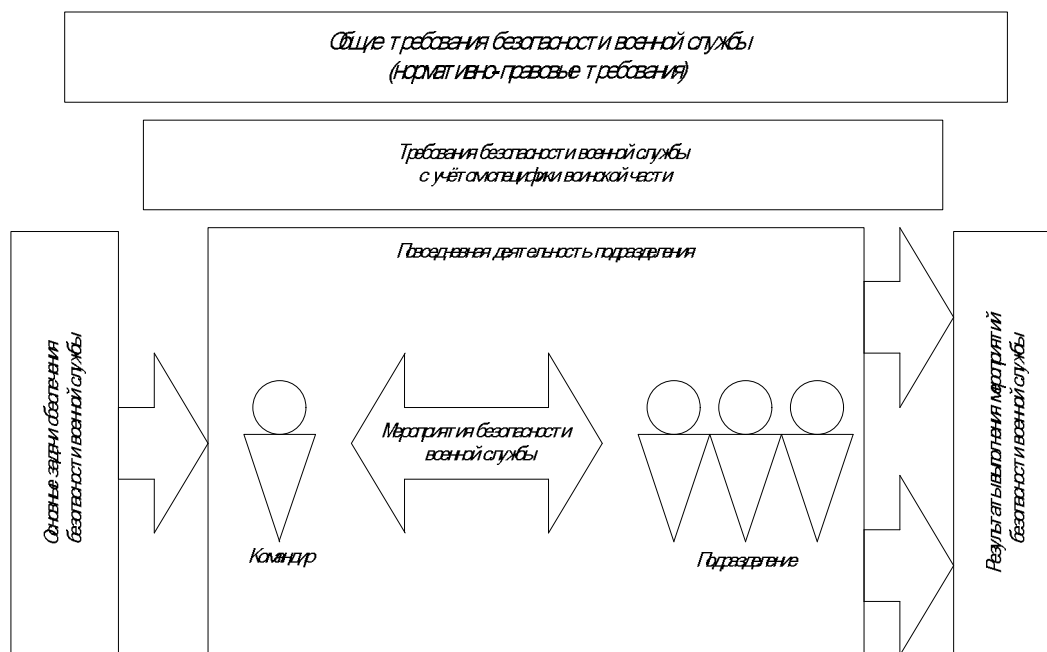 Общие требования безопасности военной службы
(нормативно-правовые требования)
Требования безопасности военной службы
с учётом специфики воинской части
Повседневная деятельность подразделения
Основные задачи обеспечения
безопасности военной службы
Мероприятия безопасности
военной службы
Командир
Подразделение
Результаты выполнения мероприятий
безопасности военной службы